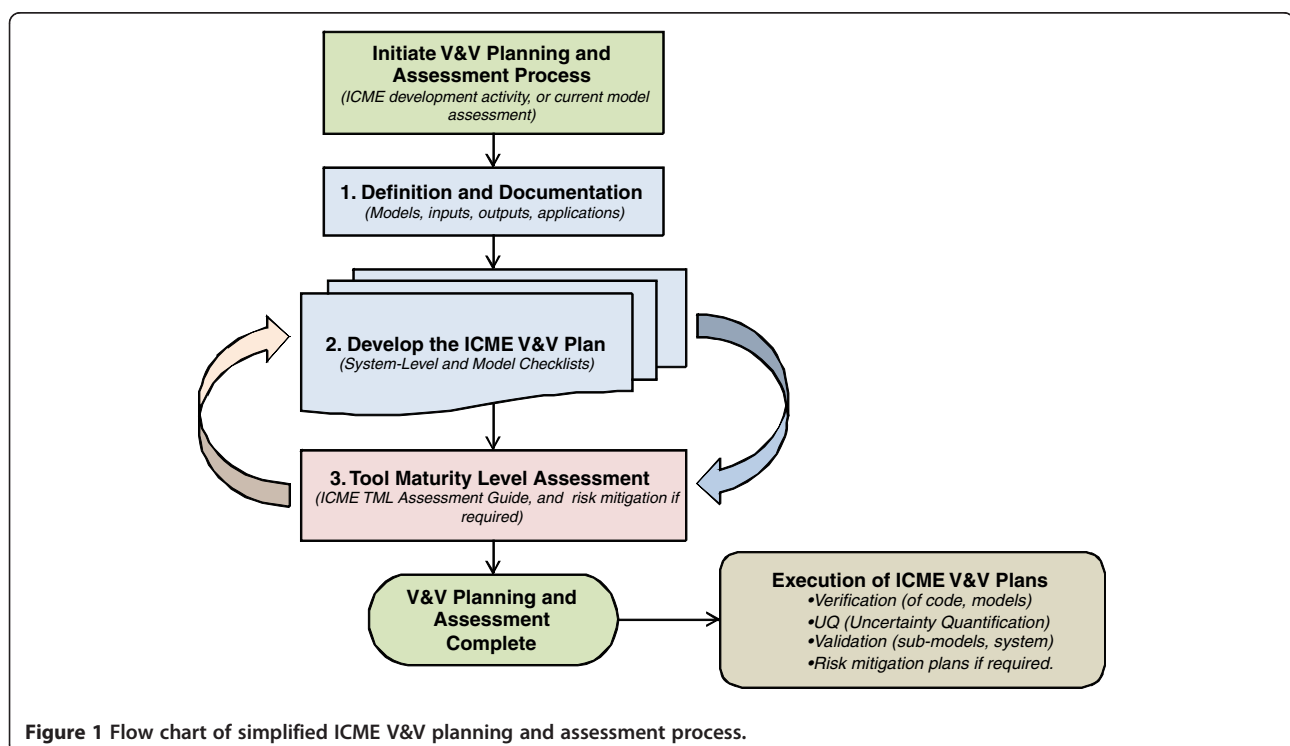 Initiate V&V Planning and
Assessment Process
(ICME development activity, or current model
assessment)
1. Definition and Documentation
(Models, inputs, outputs, applications)
2. Develop the ICME V&V Plan
(System-Level and Model Checklists)
3. Tool Maturity Level Assessment
(ICME TML Assessment Guide, and risk mitigation if
required)
V&V Planning and
Assessment
Complete
Execution of ICME V&V Plans
•Verification (of code, models)
•UQ (Uncertainty Quantification)
•Validation (sub-models, system)
•Risk mitigation plans if required.
Figure 1 Flow chart of simplified ICME V&V planning and assessment process.